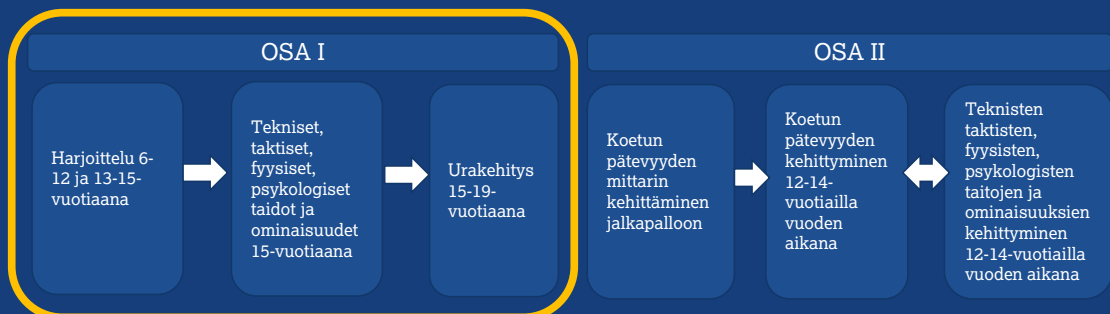 OSA I
Harjoittelu 6-
12 ja 13-15-
vuotiaana
Tekniset,
taktiset,
fyysiset,
psykologiset
taidot ja
ominaisuudet
15-vuotiaana
Urakehitys
15-19-
vuotiaana
OSA II
Koetun
pätevyyden
mittarin
kehittäminen
jalkapalloon
Koetun
pätevyyden
kehittyminen
12-14-
vuotiailla
vuoden
aikana
Teknisten
taktisten,
fyysisten,
psykologisten
taitojen ja
ominaisuuksien
kehittyminen
12-14-vuotiailla
vuoden aikana